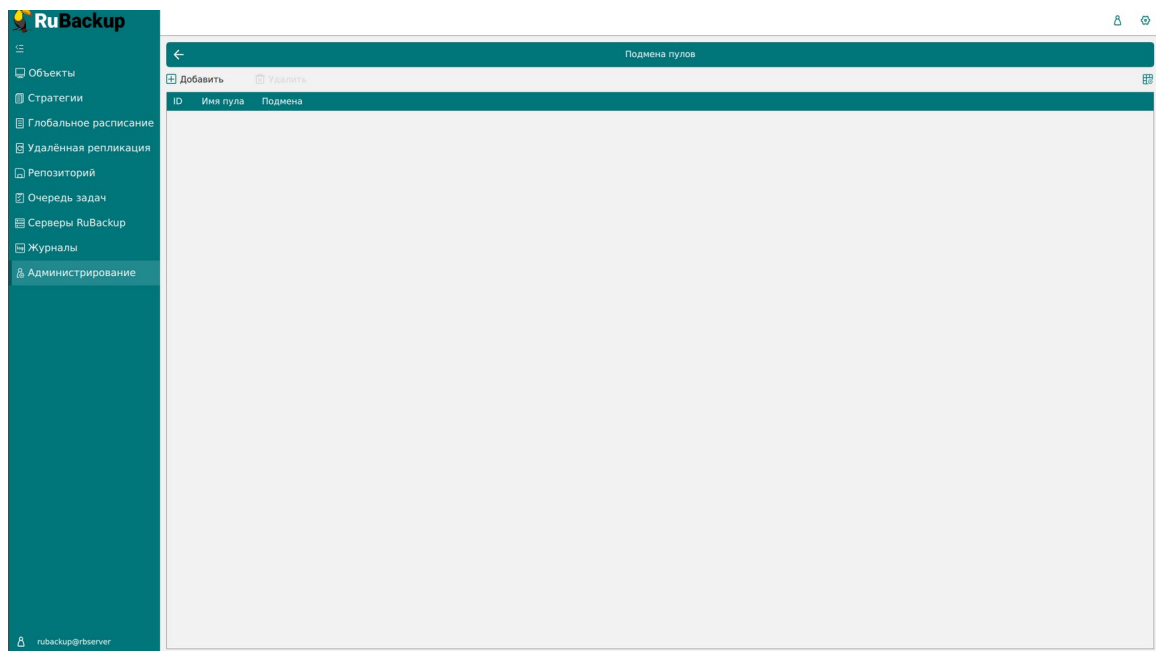 RuBackup
Подмена пулов
Объекты
Добавить Удалить
Стратегии
ID Имя пула Подмена
Глобальное расписание
Удалённая репликация
Репозиторий
Очередь задач
Серверы RuBackup
Журналы
Администрирование
rubackup@rbserver